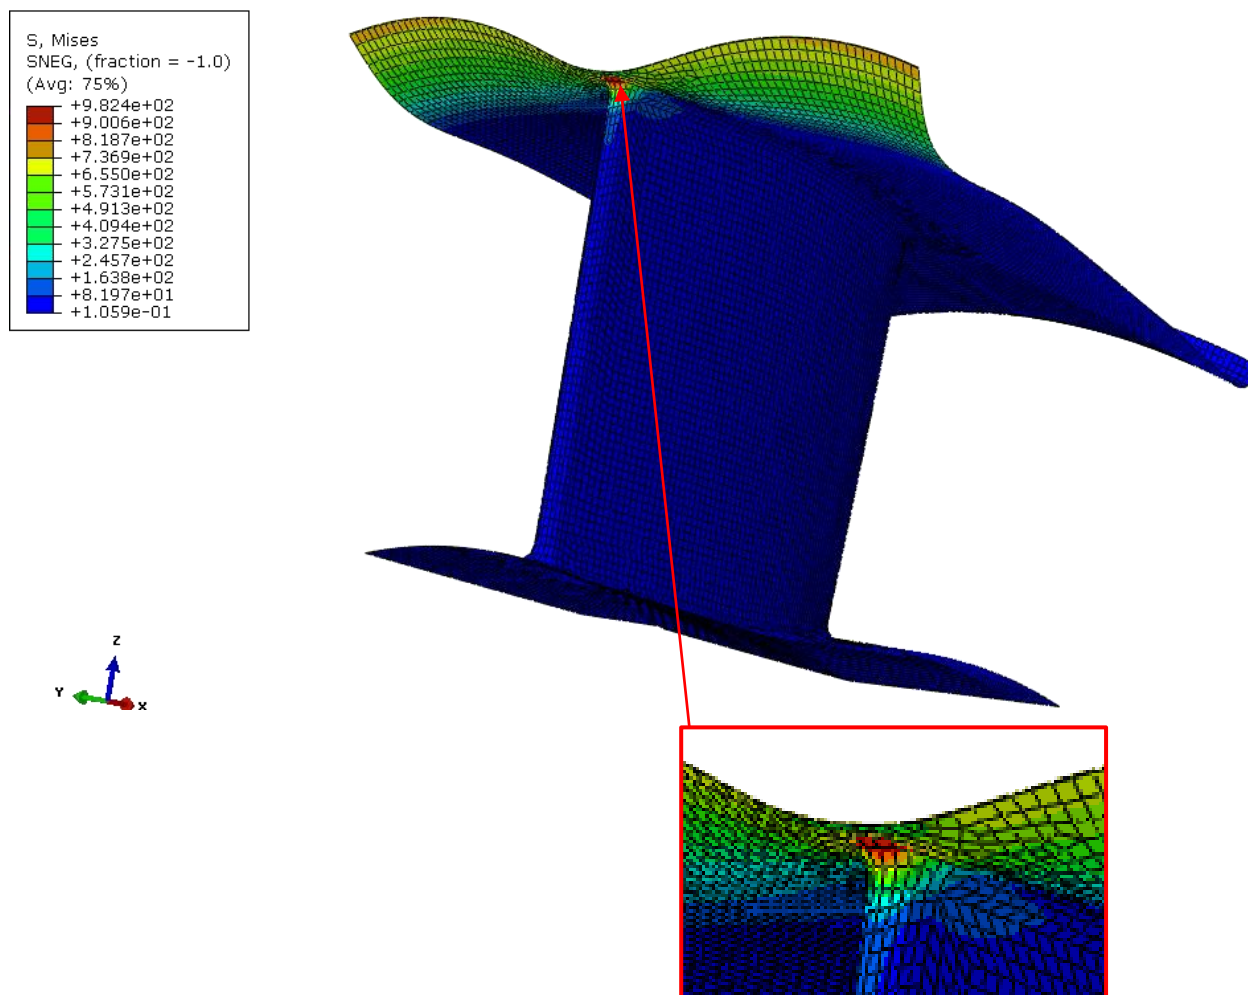 S, Mises
SNEG, (fraction = -1.0)
(Avg: 75%)
+9.824e+02
+9.006e+02
+8.187e+02
+7.369e+02
+6.550e+02
+5.731e+02
+4.913e+02
+4.094e+02
+3.275e+02
+2.457e+02
+1.638e+02
+8.197e+01
+1.059e-01
Z
Y
X